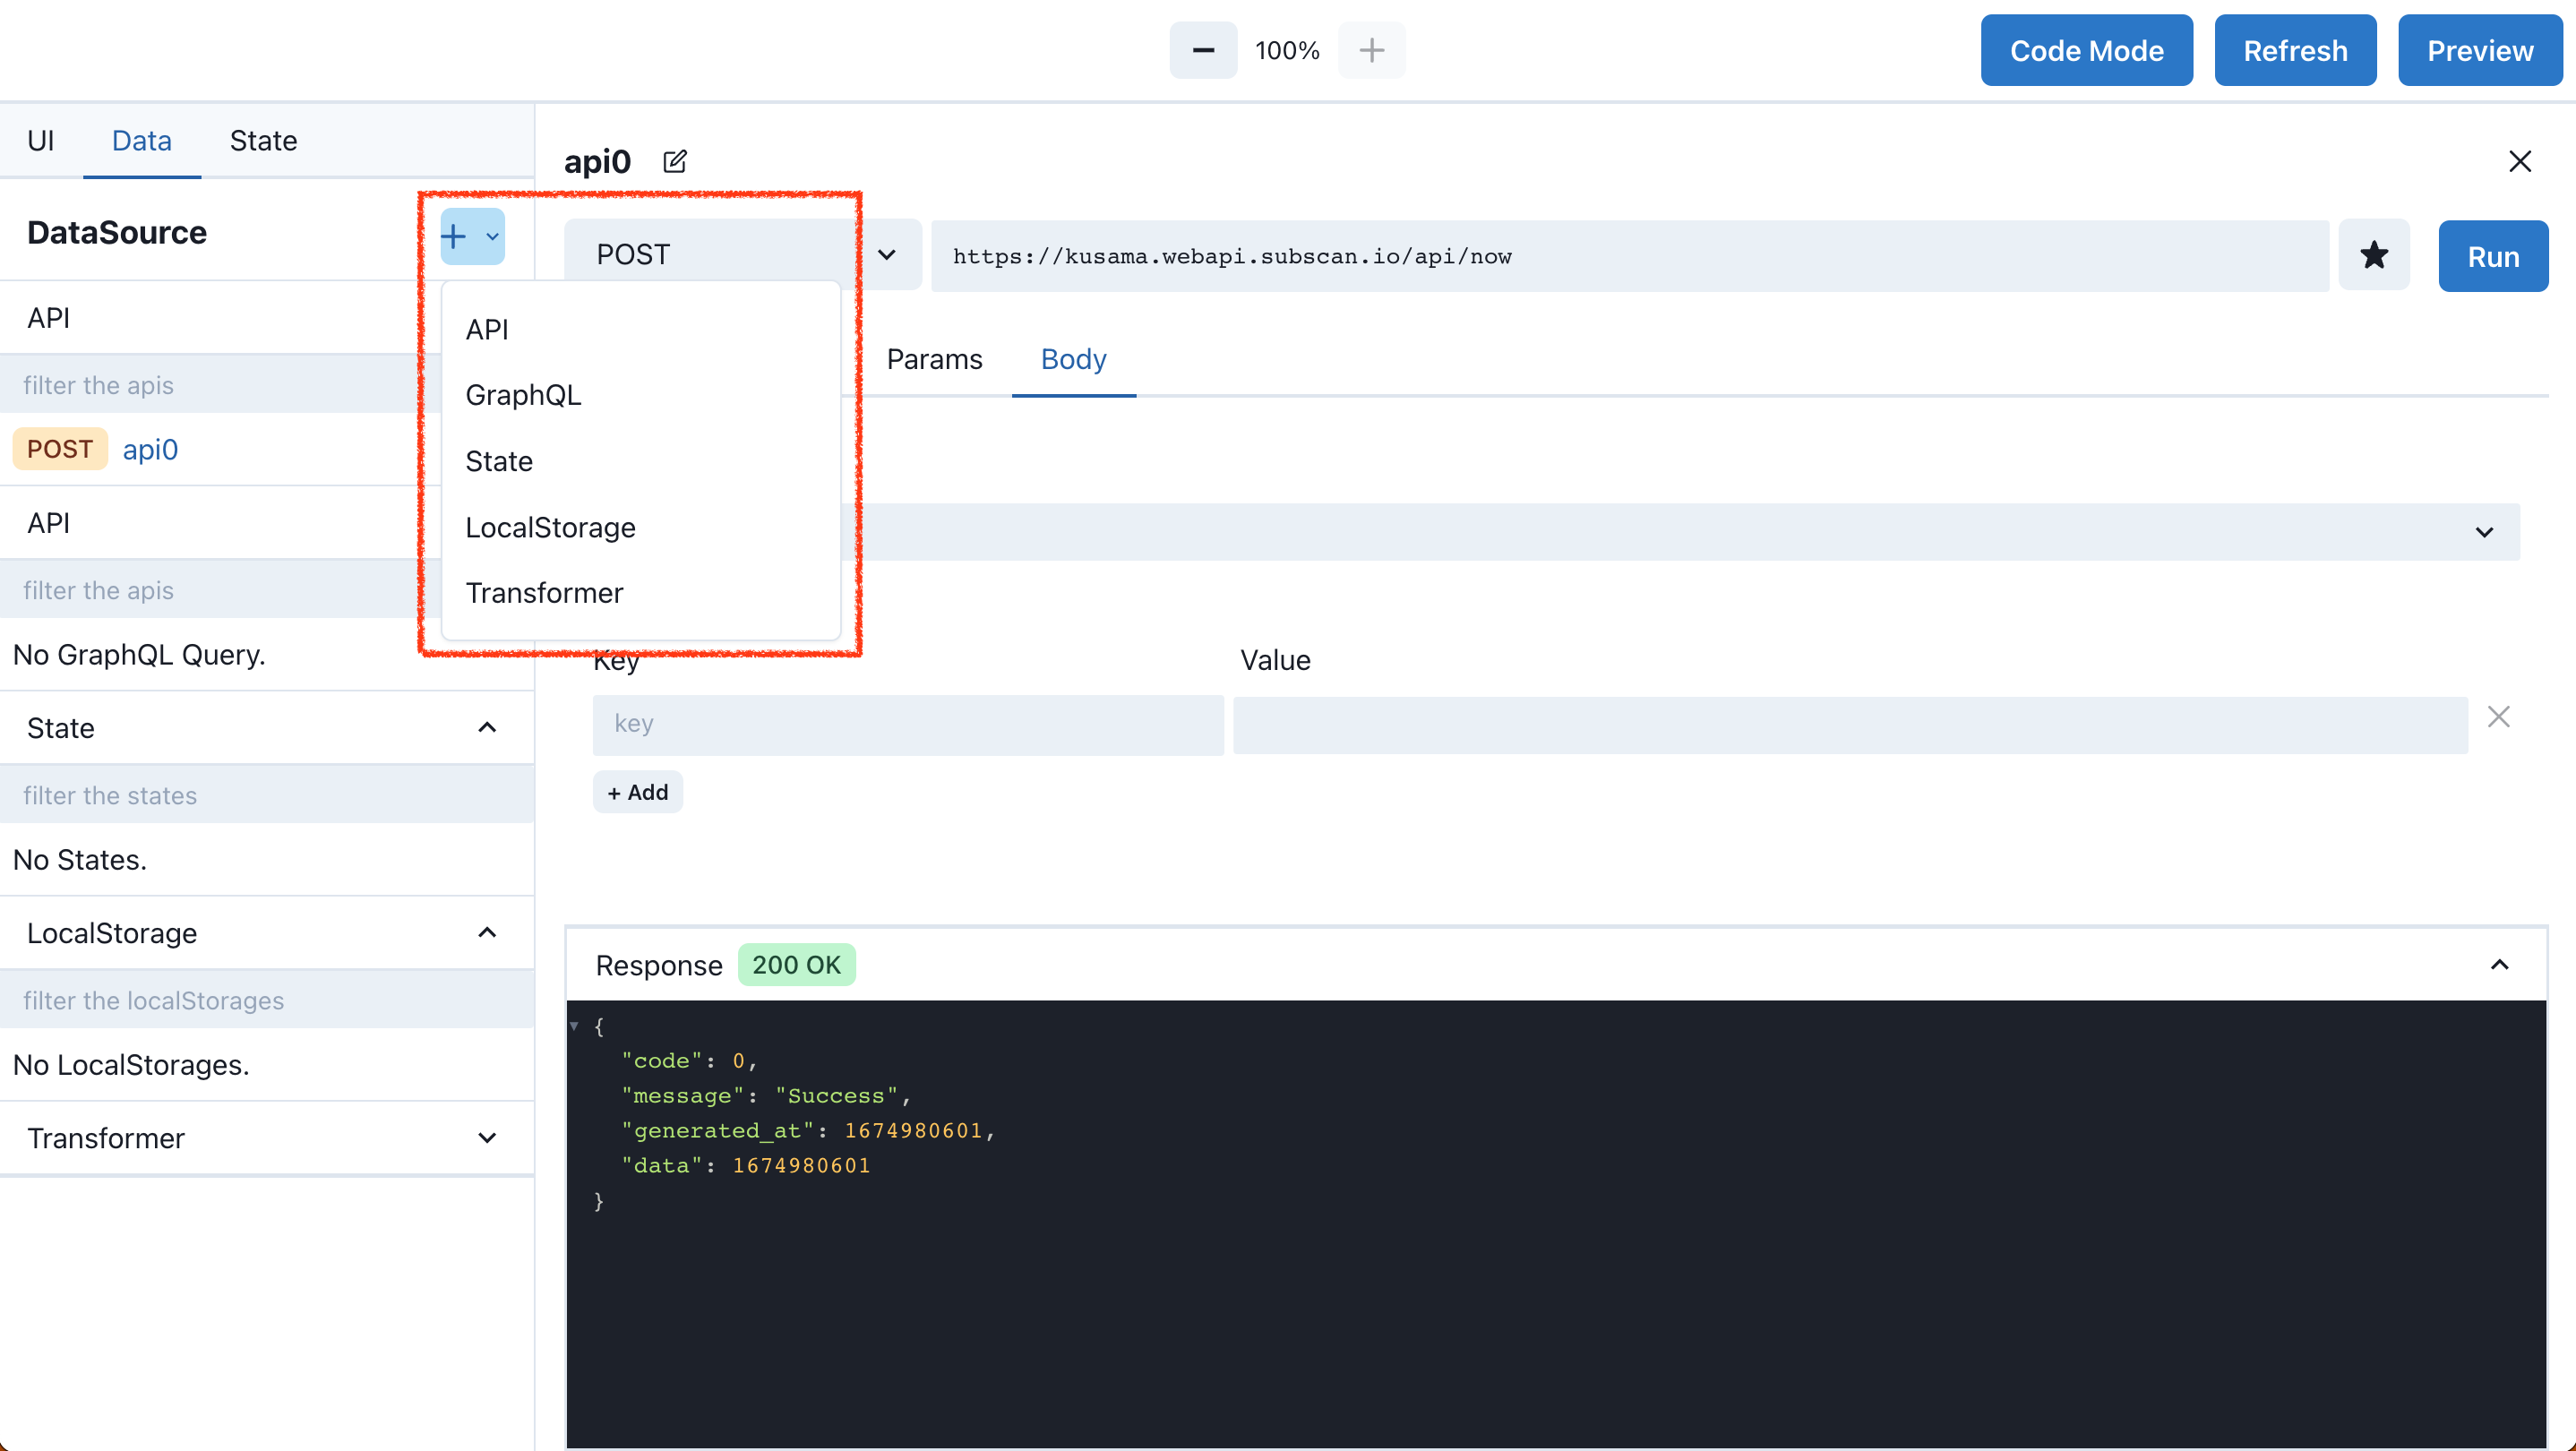 100%
Code Mode
Refresh
Preview
UI
Data
State
DataSource
API
filter the apis
POST api0
API
filter the apis
No GraphQL Query.
State
filter the states
No States.
LocalStorage
filter the localStorages
No LocalStorages.
Transformer
API
GraphQL
State
LocalStorage
Transformer
api0
POST
https://kusama.webapi.subscan.io/api/now
Run
Params
Body
Key
Value
key
+ Add
Response 200 OK
{
"code": 0,
"message": "Success",
"generated_at": 1674980601,
"data": 1674980601
}